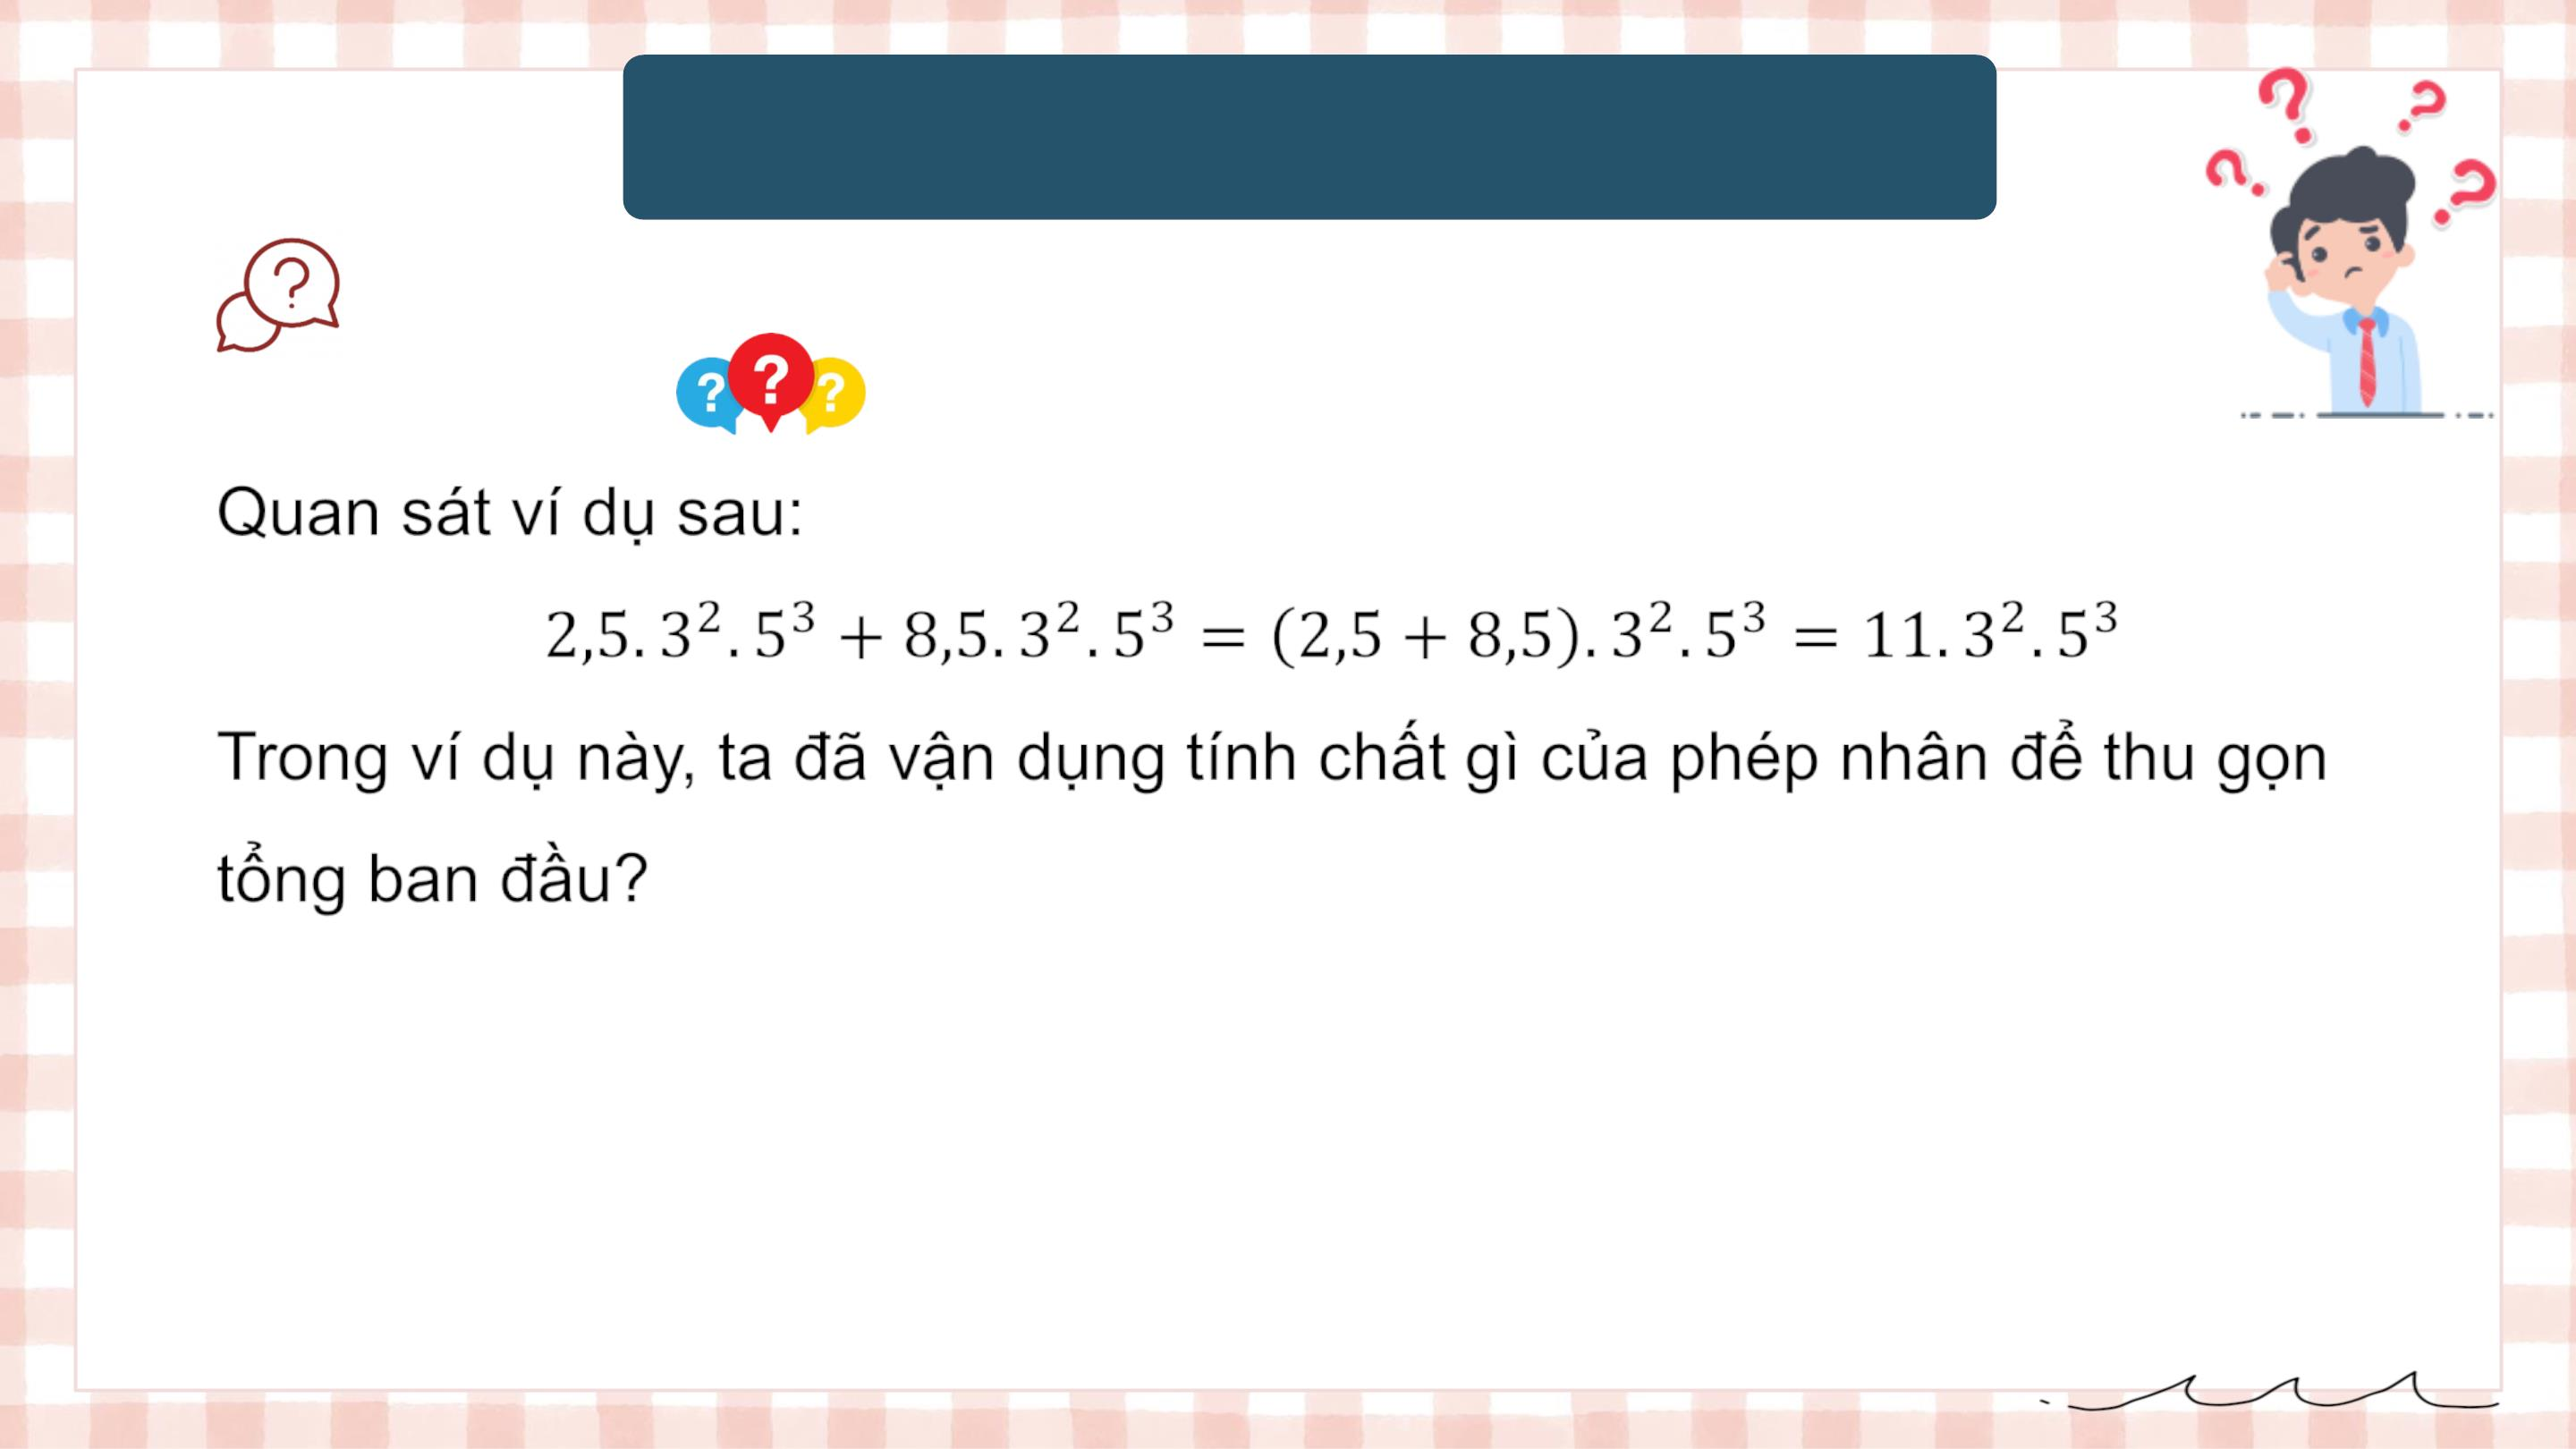 Quan sát ví dụ sau:
2,5. 3². 5³ + 8,5. 3². 5³ = (2,5 + 8,5). 3². 5³ = 11. 3². 5³
Trong ví dụ này, ta đã vận dụng tính chất gì của phép nhân để thu gọn
tổng ban đầu?